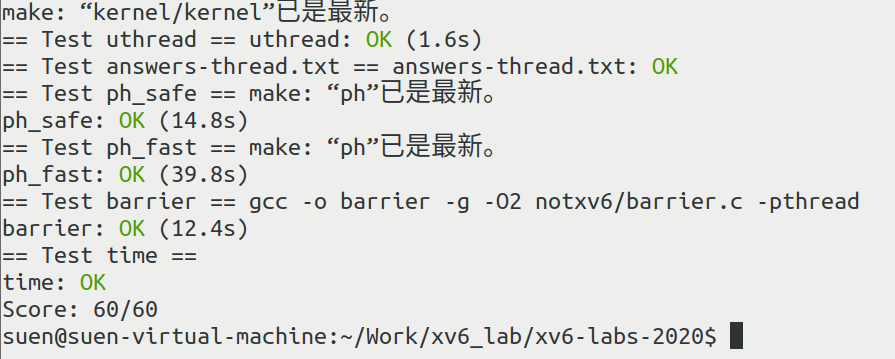 make: “kernel/kernel”已是最新。
== Test uthread == uthread: OK (1.6s)
== Test answers-thread.txt == answers-thread.txt: OK
== Test ph_safe == make: “ph”已是最新。
ph_safe: OK (14.8s)
== Test ph_fast == make: “ph”已是最新。
ph_fast: OK (39.8s)
== Test barrier == gcc -o barrier -g -O2 notxv6/barrier.c -pthread
barrier: OK (12.4s)
== Test time ==
time: OK
Score: 60/60
suen@suen-virtual-machine:~/Work/xv6_lab/xv6-labs-2020$